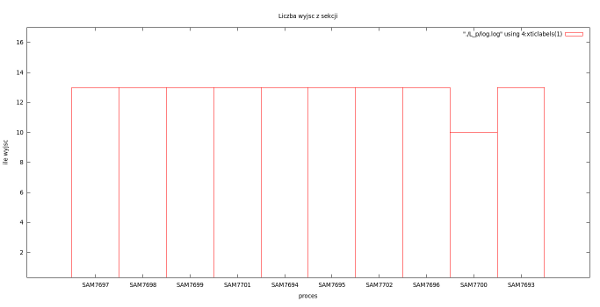 Liczba wyjsc z sekcji
"./L_p/log.log" using 4:xticlabels(1)
16
14
12
10
8
6
4
2
ile wyjsc
SAM7697 SAM7698 SAM7699 SAM7701 SAM7694 SAM7695 SAM7702 SAM7696 SAM7700 SAM7693
proces